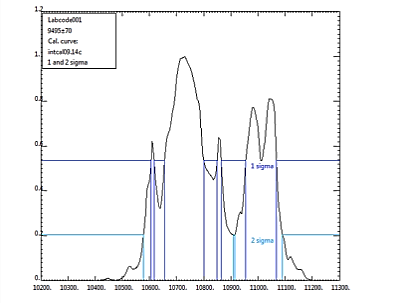 1.2
Labcode001
9495±70
Cal. curve:
intcal09.14c
1 and 2 sigma
1.
0.8
0.6
1 sigma
0.4
2 sigma
0.2
0.
10200. 10300. 10400. 10500. 10600. 10700. 10800. 10900. 11000. 11100. 11200. 11300.